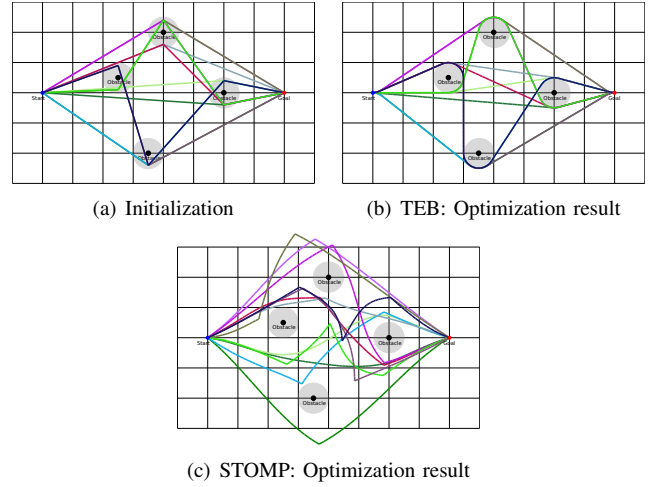 Obstacle
Obstacle
Start
Obstacle
Goal
Obstacle
Obstacle
Obstacle
Start
Obstacle
Goal
Obstacle
(a) Initialization
(b) TEB: Optimization result
Obstacle
Obstacle
Start
Obstacle
Goal
Obstacle
(c) STOMP: Optimization result